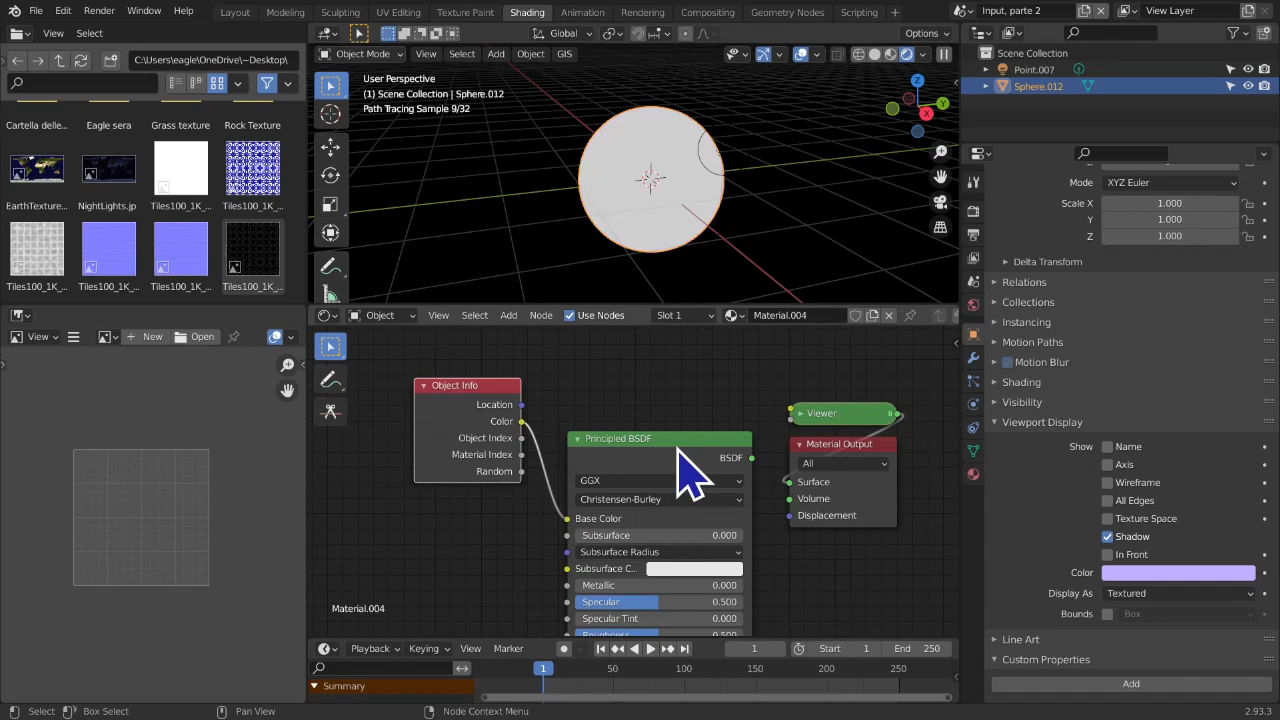 File Edit Render Window Help Layout Modeling Sculpting UV Editing Texture Paint Shading Animation Rendering Compositing Geometry Nodes Scripting + Input, parte 2 View Layer
View Select
Global
Options
C:\Users\eagle\OneDrive\~Desktop\
Object Mode View Select Add Object GIS
User Perspective
(1) Scene Collection | Sphere.012
Path Tracing Sample 9/32
Z
Y
X
Cartella delle... Eagle sera Grass texture Rock Texture
EarthTexture... NightLights.jp Tiles100_1K_... Tiles100_1K_...
Tiles100_1K_... Tiles100_1K_... Tiles100_1K_... Tiles100_1K_...
Scene Collection
Point.007
Sphere.012
Mode XYZ Euler
Scale X 1.000
Y 1.000
Z 1.000
Delta Transform
Relations
Collections
Instancing
Motion Paths
Motion Blur
Shading
Visibility
Viewport Display
Show Name
Axis
Wireframe
All Edges
Texture Space
Shadow
In Front
Color
Display As Textured
Bounds Box
Line Art
Custom Properties
Add
View + New Open
Object View Select Add Node Use Nodes Slot 1 Material.004
Object Info
Location
Color
Object Index
Material Index
Random
Principled BSDF
BSDF
GGX
Christensen-Burley
Base Color
Subsurface 0.000
Subsurface Radius
Subsurface C...
Metallic 0.000
Specular 0.500
Specular Tint 0.000
Roughness 0.500
Viewer
Material Output
All
Surface
Volume
Displacement
Material.004
Playback Keying View Marker 1 Start 1 End 250
1 50 100 150 200 250
Summary
Select Box Select Pan View Node Context Menu 2.93.3